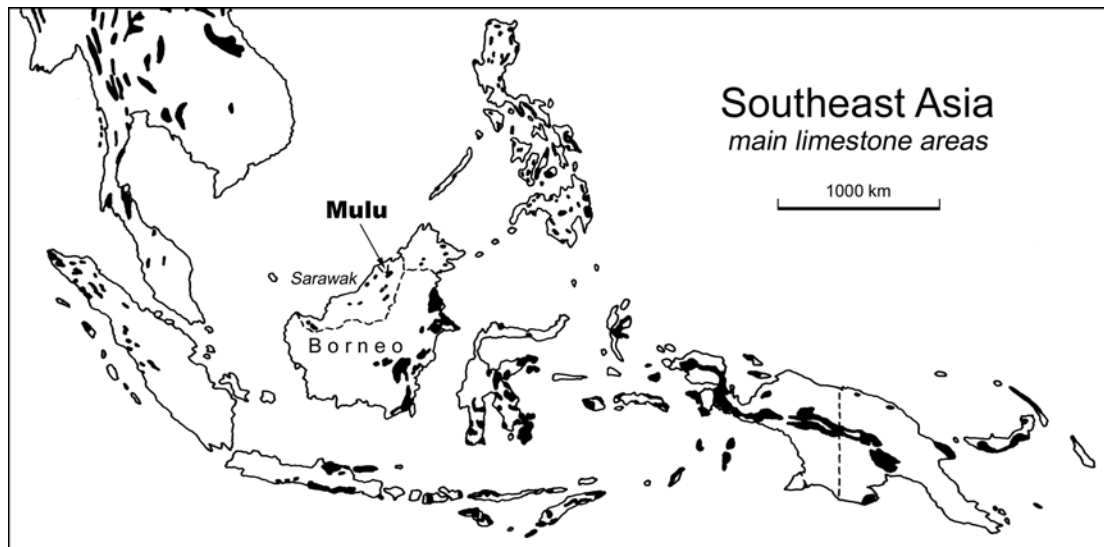 Southeast Asia
main limestone areas
1000 km
Mulu
Sarawak
Borneo